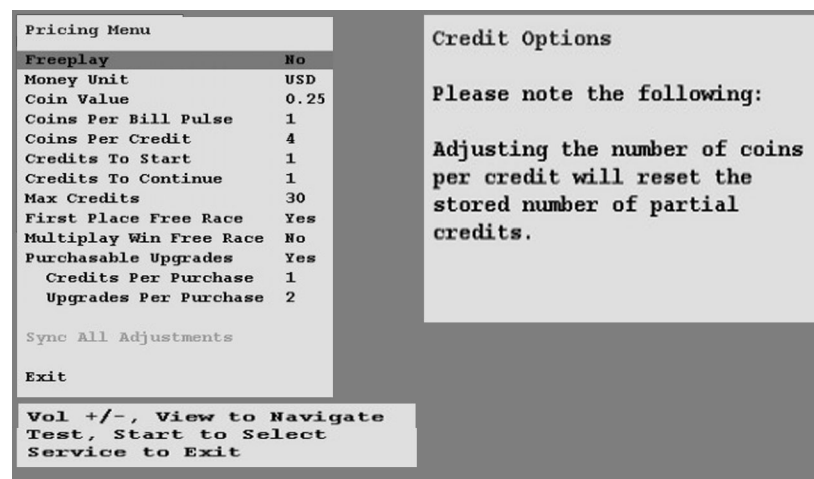 Pricing Menu
Freeplay No
Money Unit USD
Coin Value 0.25
Coins Per Bill Pulse 1
Coins Per Credit 4
Credits To Start 1
Credits To Continue 1
Max Credits 30
First Place Free Race Yes
Multiplay Win Free Race No
Purchasable Upgrades Yes
Credits Per Purchase 1
Upgrades Per Purchase 2
Sync All Adjustments
Exit
Vol +/-, View to Navigate
Test, Start to Select
Service to Exit
Credit Options
Please note the following:
Adjusting the number of coins
per credit will reset the
stored number of partial
credits.